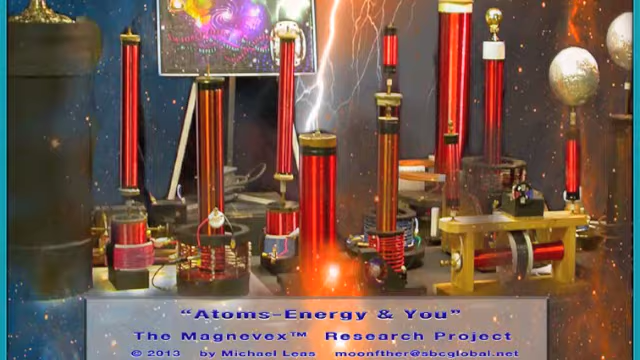 “Atoms-Energy & You”
The Magnevex™ Research Project
© 2013 by Michael Leas moonfther@sbcglobal.net